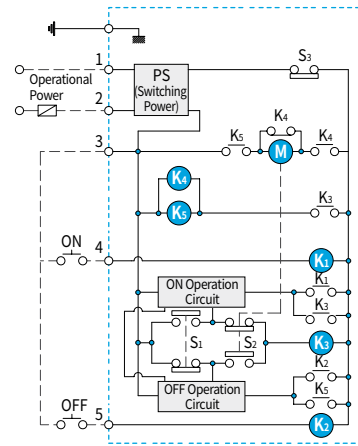 1
Operational
Power
2
PS
(Switching
Power)
S3
3
K5
K4
M
K4
K4
K5
K3
ON
4
K1
ON Operation
Circuit
K1
K3
S1
S2
K3
K2
OFF Operation
Circuit
K5
OFF
5
K2